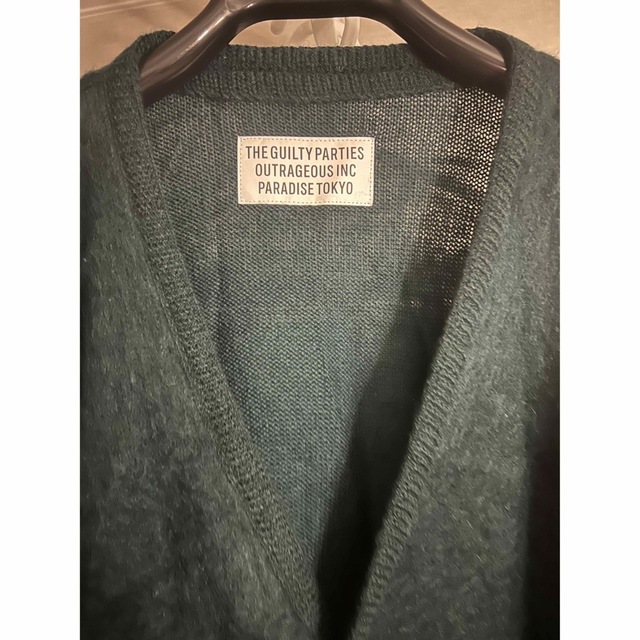 THE GUILTY PARTIES
OUTRAGEOUS INC
PARADISE TOKYO